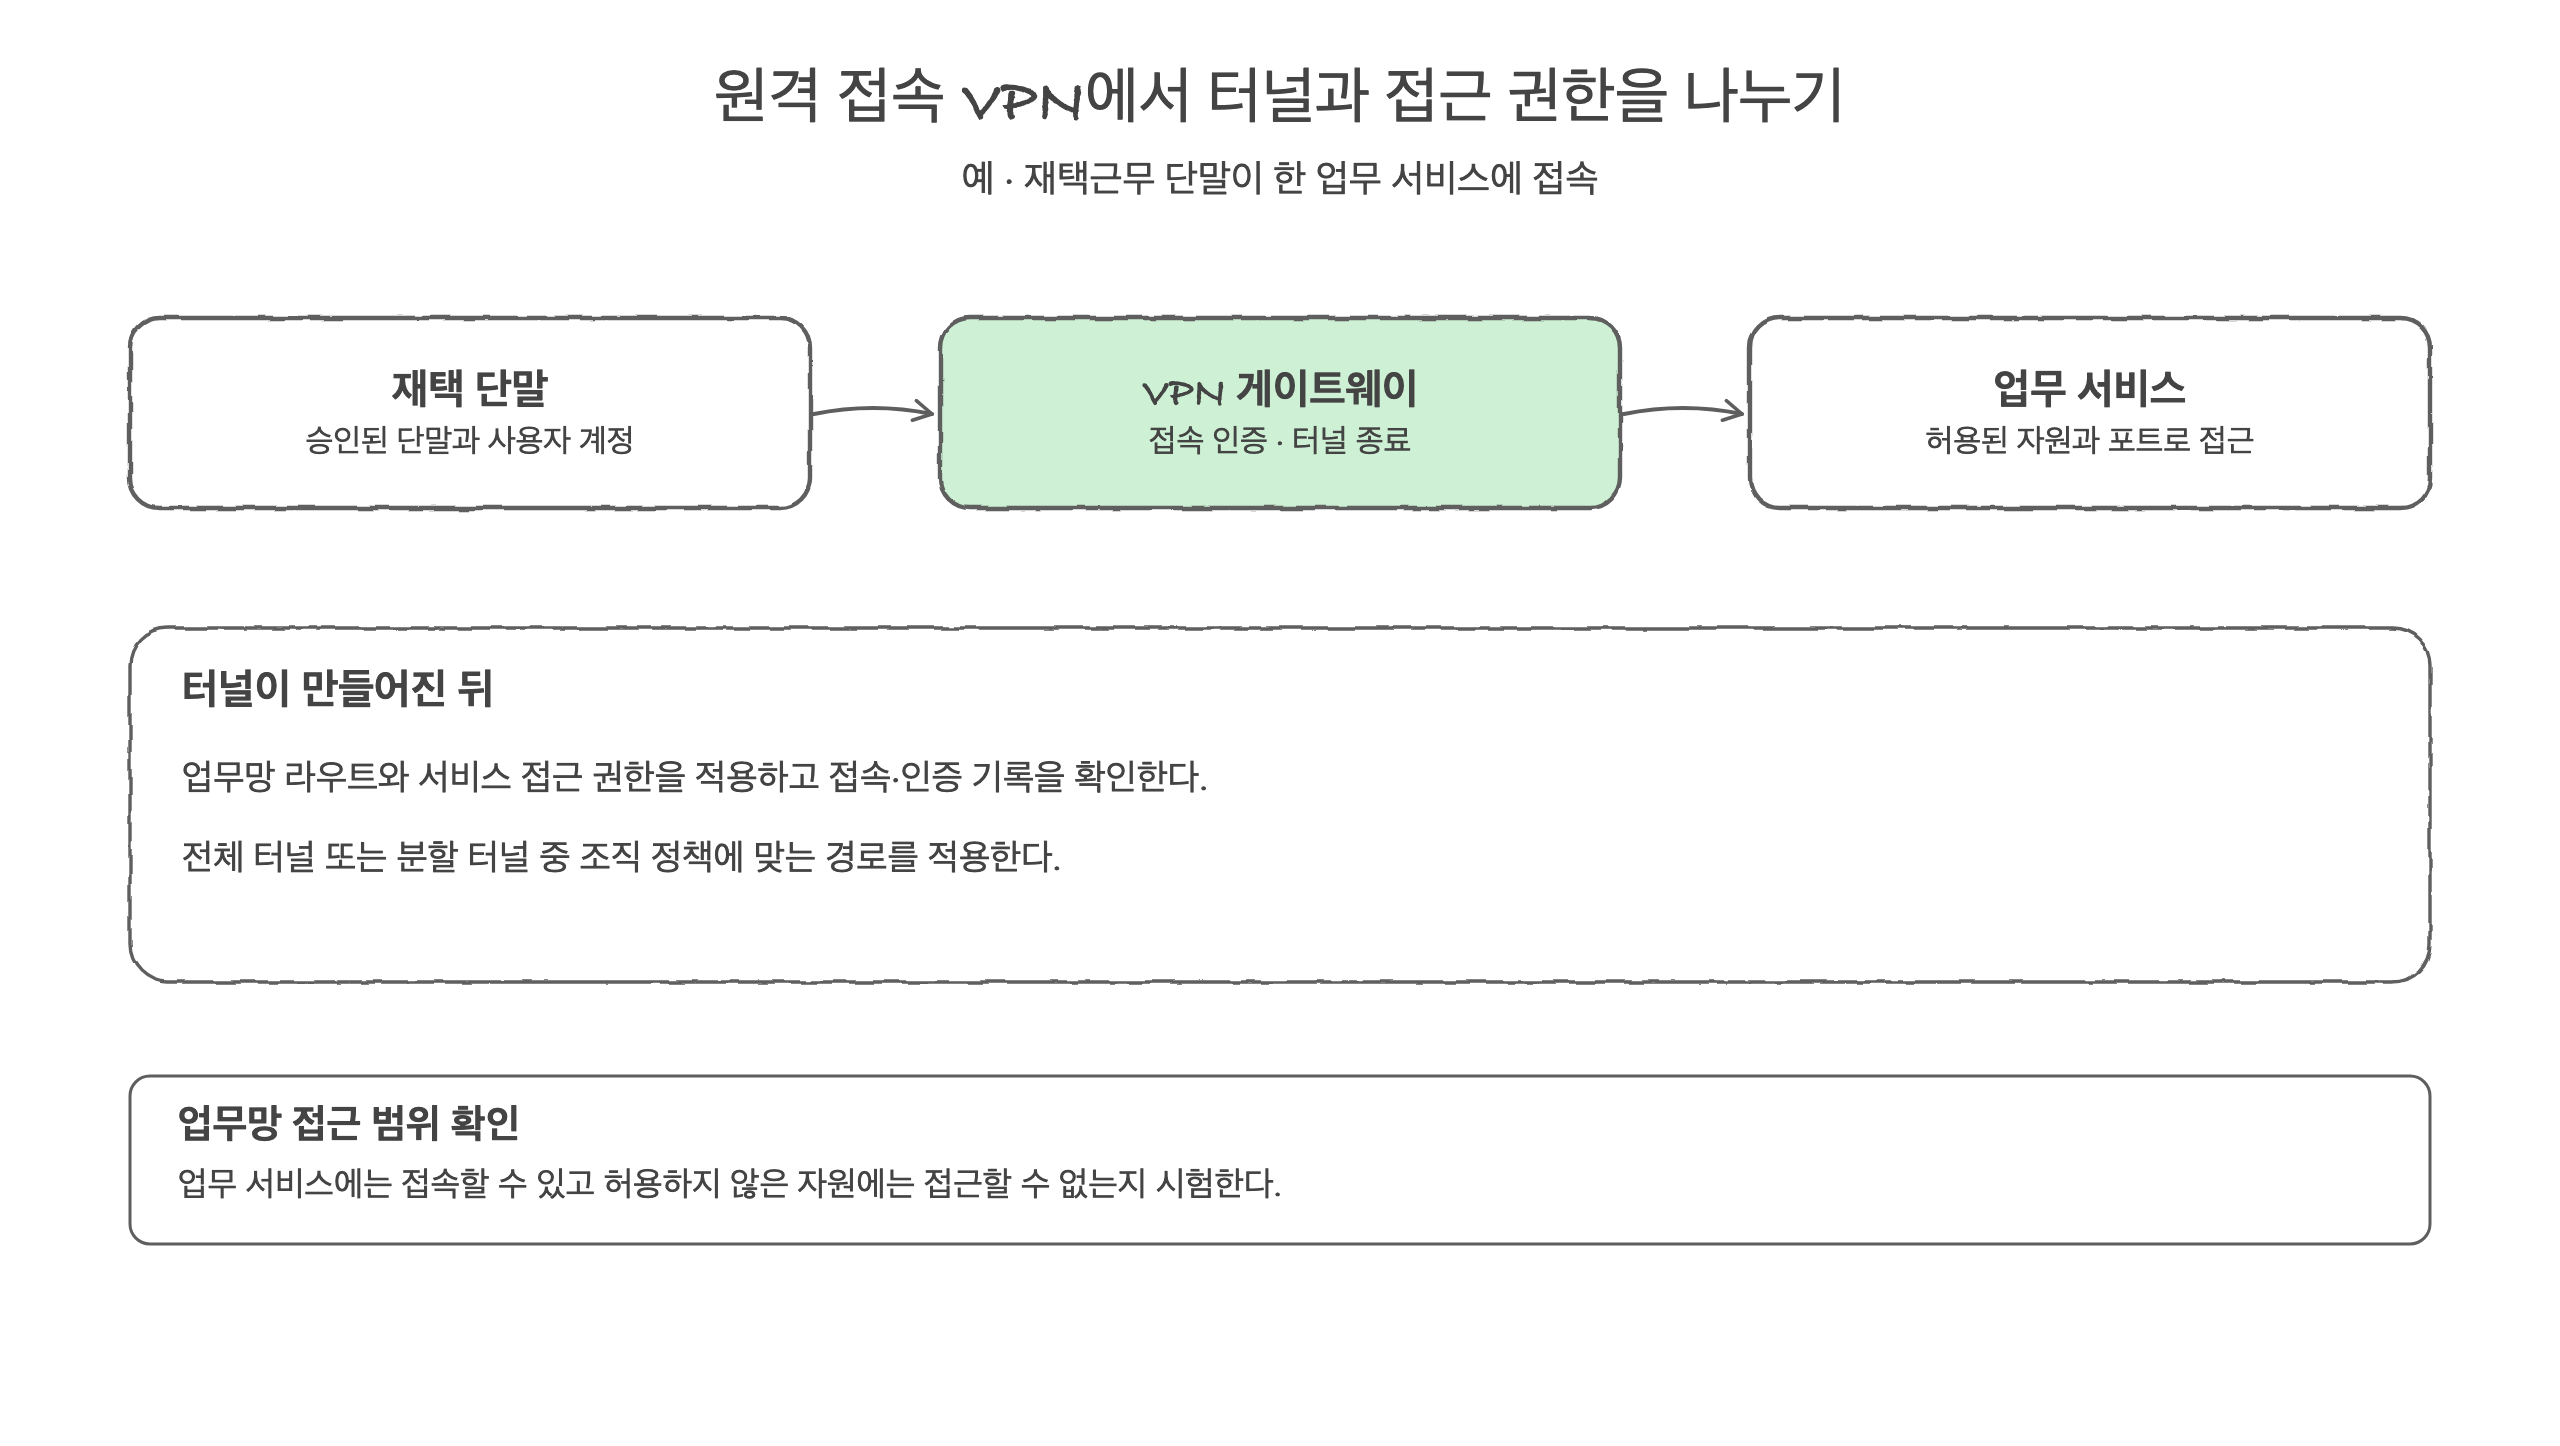 원격 접속 VPN에서 터널과 접근 권한을 나누기
예 · 재택근무 단말이 한 업무 서비스에 접속
재택 단말
승인된 단말과 사용자 계정
VPN 게이트웨이
접속 인증 · 터널 종료
업무 서비스
허용된 자원과 포트로 접근
터널이 만들어진 뒤
업무망 라우트와 서비스 접근 권한을 적용하고 접속·인증 기록을 확인한다.
전체 터널 또는 분할 터널 중 조직 정책에 맞는 경로를 적용한다.
업무망 접근 범위 확인
업무 서비스에는 접속할 수 있고 허용하지 않은 자원에는 접근할 수 없는지 시험한다.